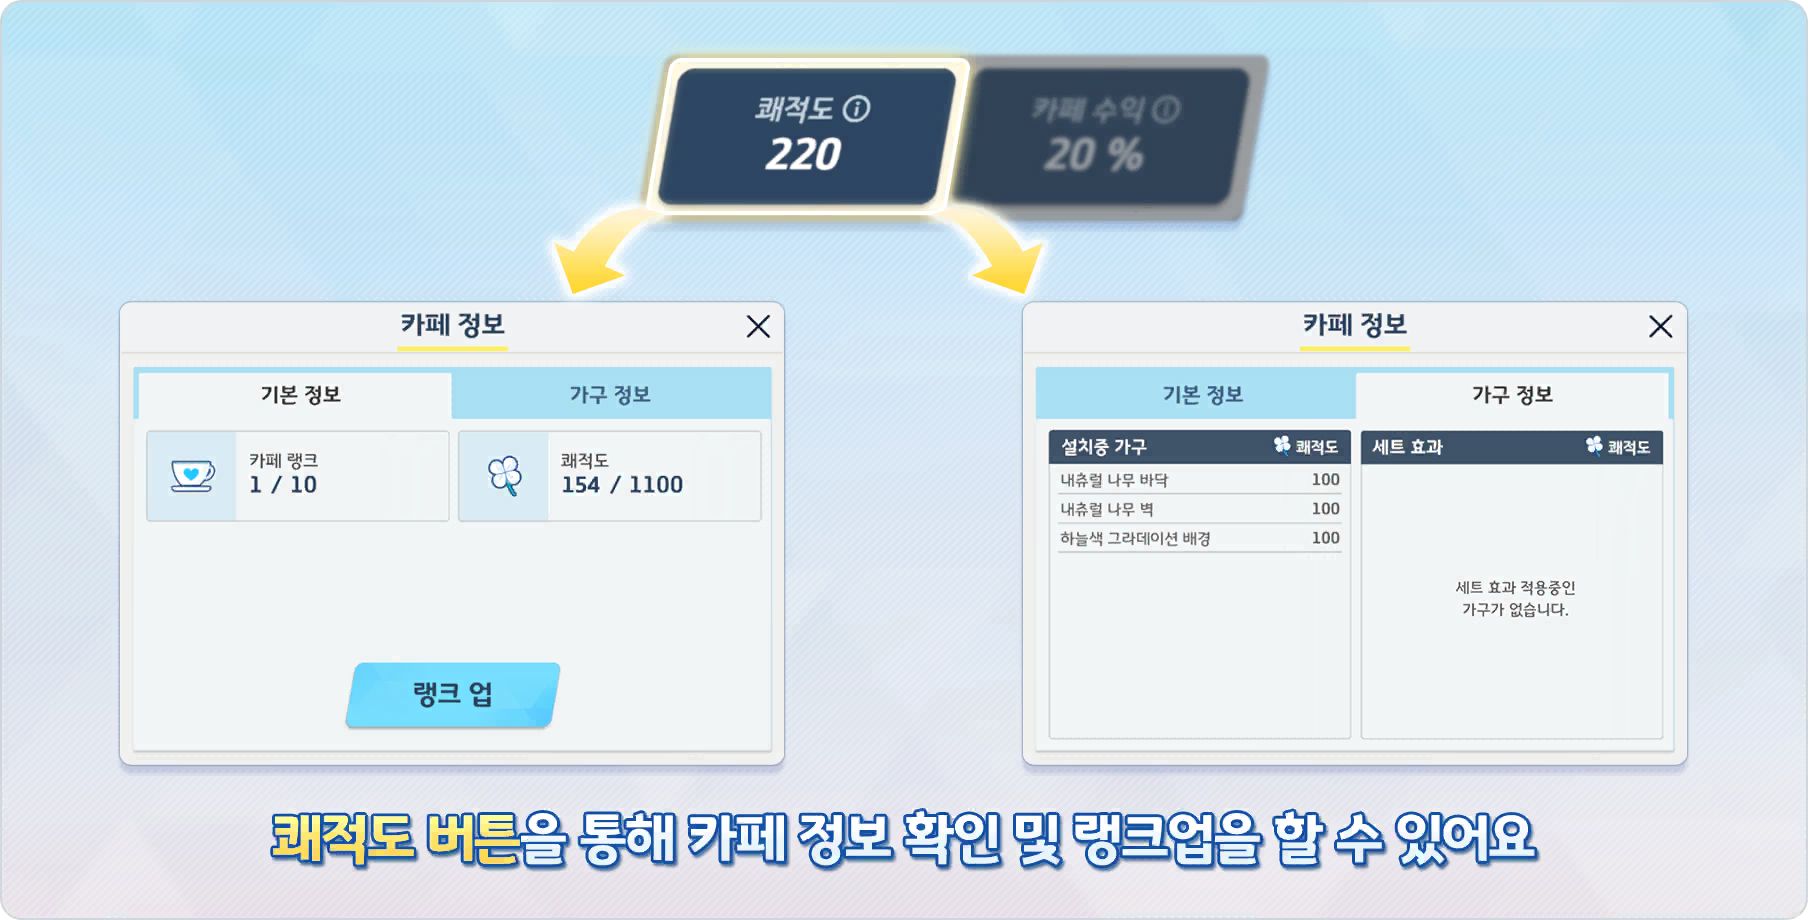 쾌적도
220
카페 수익
20 %
카페 정보
기본 정보
가구 정보
카페 랭크
1 / 10
쾌적도
154 / 1100
랭크 업
카페 정보
기본 정보
가구 정보
설치중 가구 쾌적도
내츄럴 나무 바닥 100
내츄럴 나무 벽 100
하늘색 그라데이션 배경 100
세트 효과 쾌적도
세트 효과 적용중인
가구가 없습니다.
쾌적도 버튼을 통해 카페 정보 확인 및 랭크업을 할 수 있어요